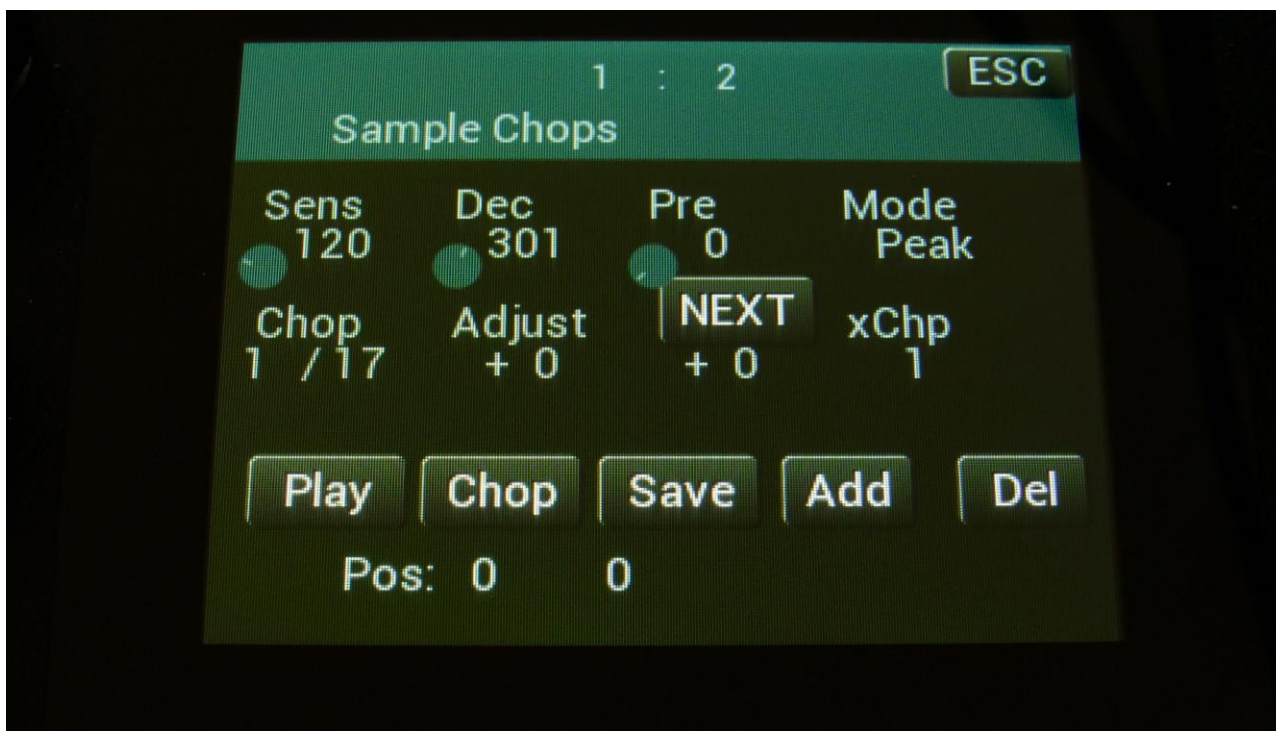 1 : 2 ESC
Sample Chops
Sens Dec Pre Mode
120 301 0 Peak
NEXT
Chop Adjust xChp
1 / 17 + 0 + 0 1
Play Chop Save Add Del
Pos: 0 0